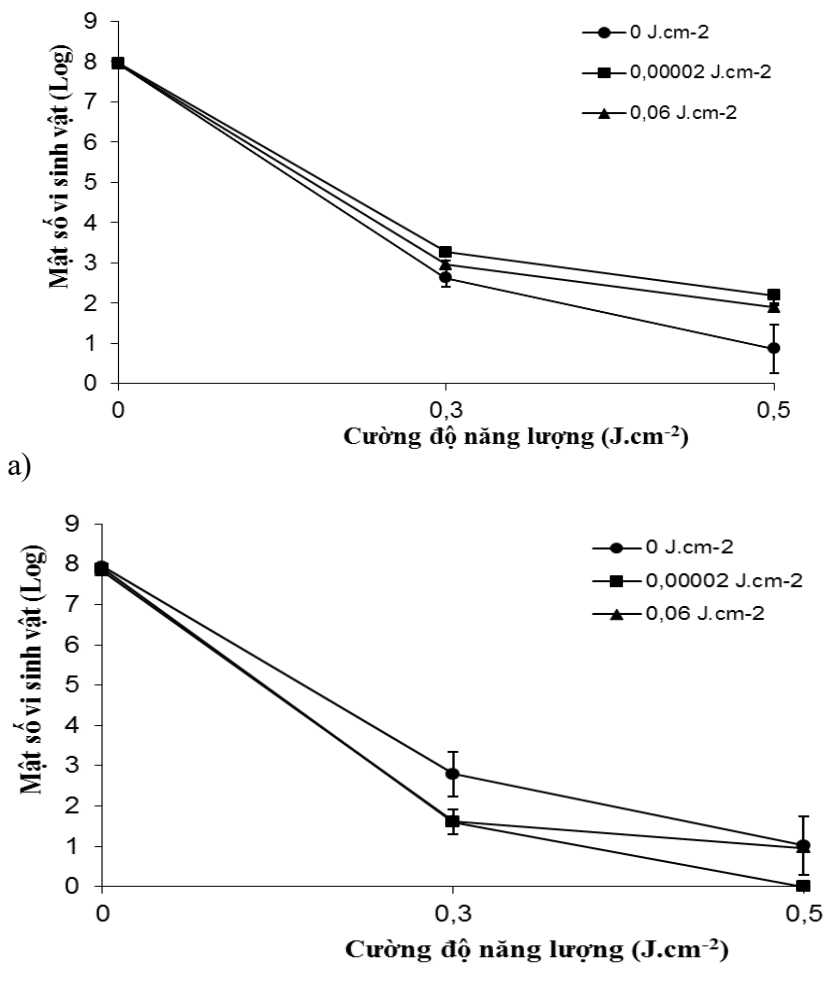 9
8
7
6
5
4
3
2
1
0
Mật số vi sinh vật (Log)
0 J.cm-2
0,00002 J.cm-2
0,06 J.cm-2
0
0,3
0,5
Cường độ năng lượng (J.cm-2)
a)
9
8
7
6
5
4
3
2
1
0
Mật số vi sinh vật (Log)
0 J.cm-2
0,00002 J.cm-2
0,06 J.cm-2
0
0,3
0,5
Cường độ năng lượng (J.cm-2)